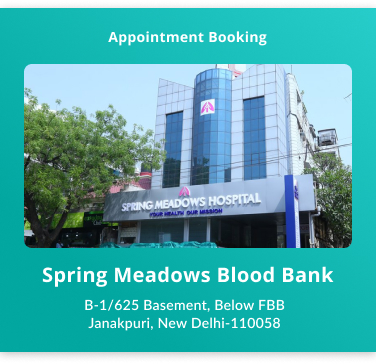 Appointment Booking
SPRING MEADOWS HOSPITAL
YOUR HEALTH OUR MISSION
Spring Meadows Blood Bank
B-1/625 Basement, Below FBB
Janakpuri, New Delhi-110058